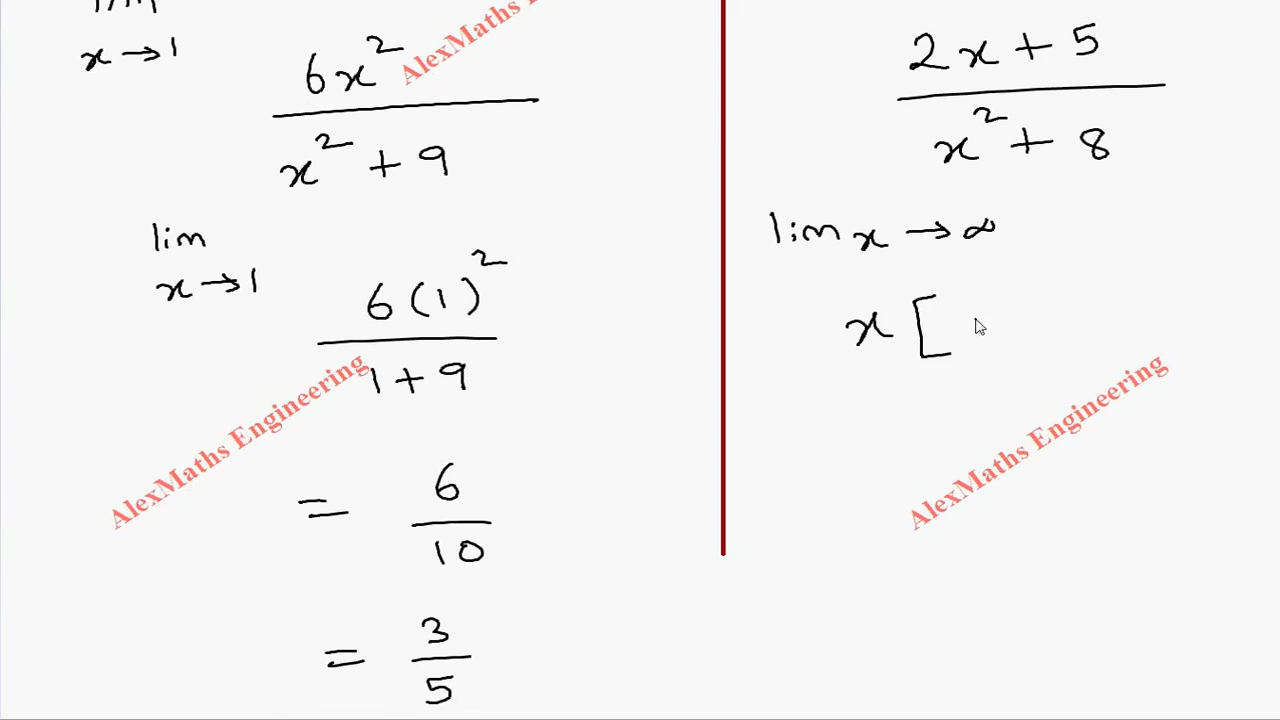 lim
x→1
6x²
x² + 9
AlexMaths
lim
x→1
6(1)²
1+9
AlexMaths Engineering
= 6
10
= 3
5
2x + 5
x² + 8
lim x → ∞
x [
AlexMaths Engineering